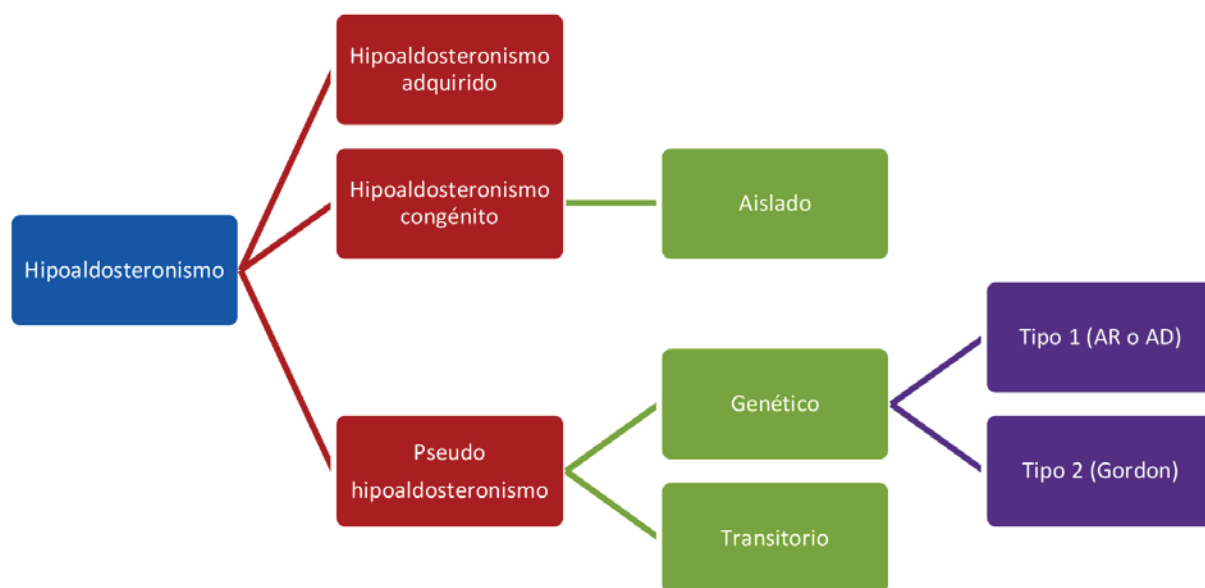 Hipoaldosteronismo
Hipoaldosteronismo
adquirido
Hipoaldosteronismo
congénito
Aislado
Pseudo
hipoaldosteronismo
Genético
Transitorio
Tipo 1 (AR o AD)
Tipo 2 (Gordon)